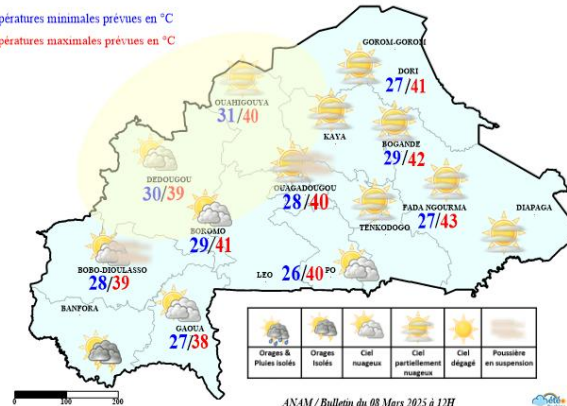 pératures minimales prévues en °C
pératures maximales prévues en °C
GOROM-GOROM
DORI
27/41
OUAHIGOUYA
31/40
KAYA
BOGANDE
29/42
DEDOUGOU
30/39
OUAGADOUGOU
28/40
FADA NGOURMA
27/43
DIAPAGA
TENKODOGO
BOROMO
29/41
BOBO-DIOULASSO
28/39
LEO
26/40
PO
BANFORA
GAOUA
27/38
Orages & Pluies isolés
Orages Isolés
Ciel nuageux
Ciel partiellement nuageux
Ciel dégagé
Poussière en suspension
0 100 200
ANAM / Bulletin du 08 Mars 2025 à 12H